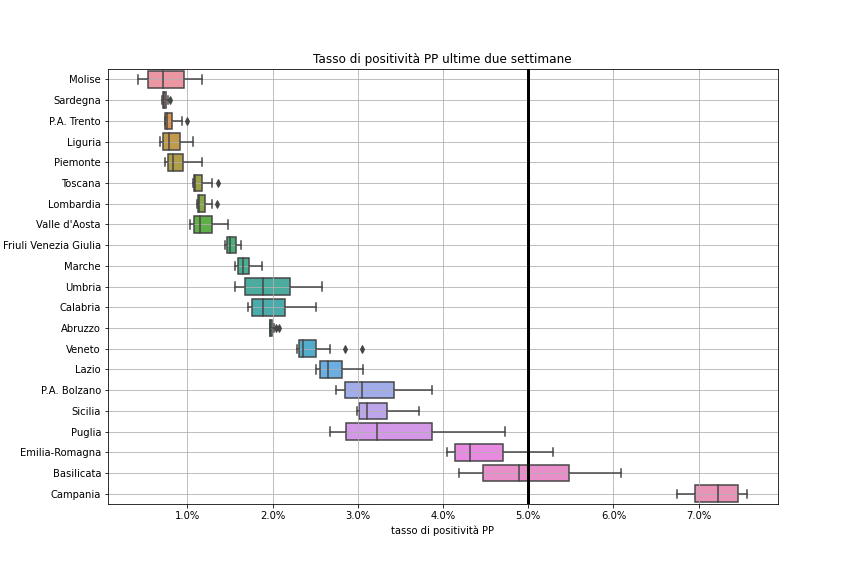 Tasso di positività PP ultime due settimane
Molise
Sardegna
P.A. Trento
Liguria
Piemonte
Toscana
Lombardia
Valle d'Aosta
Friuli Venezia Giulia
Marche
Umbria
Calabria
Abruzzo
Veneto
Lazio
P.A. Bolzano
Sicilia
Puglia
Emilia-Romagna
Basilicata
Campania
1.0% 2.0% 3.0% 4.0% 5.0% 6.0% 7.0%
tasso di positività PP